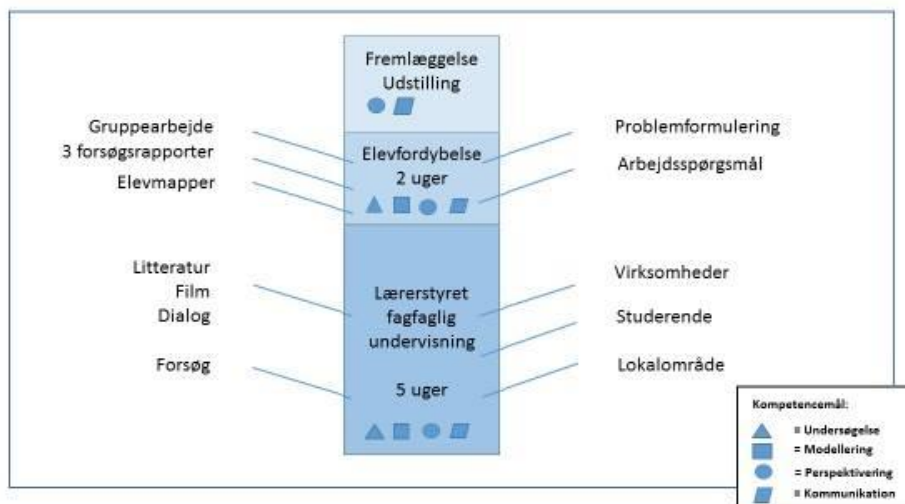 Fremlæggelse
Udstilling
Gruppearbejde
3 forsøgsrapporter
Elevmapper
Elevfordybelse
2 uger
Problemformulering
Arbejdsspørgsmål
Litteratur
Film
Dialog
Forsøg
Lærerstyret
fagfaglig
undervisning
5 uger
Virksomheder
Studerende
Lokalområde
Kompetencemål:
= Undersøgelse
= Modellering
= Perspektivering
= Kommunikation